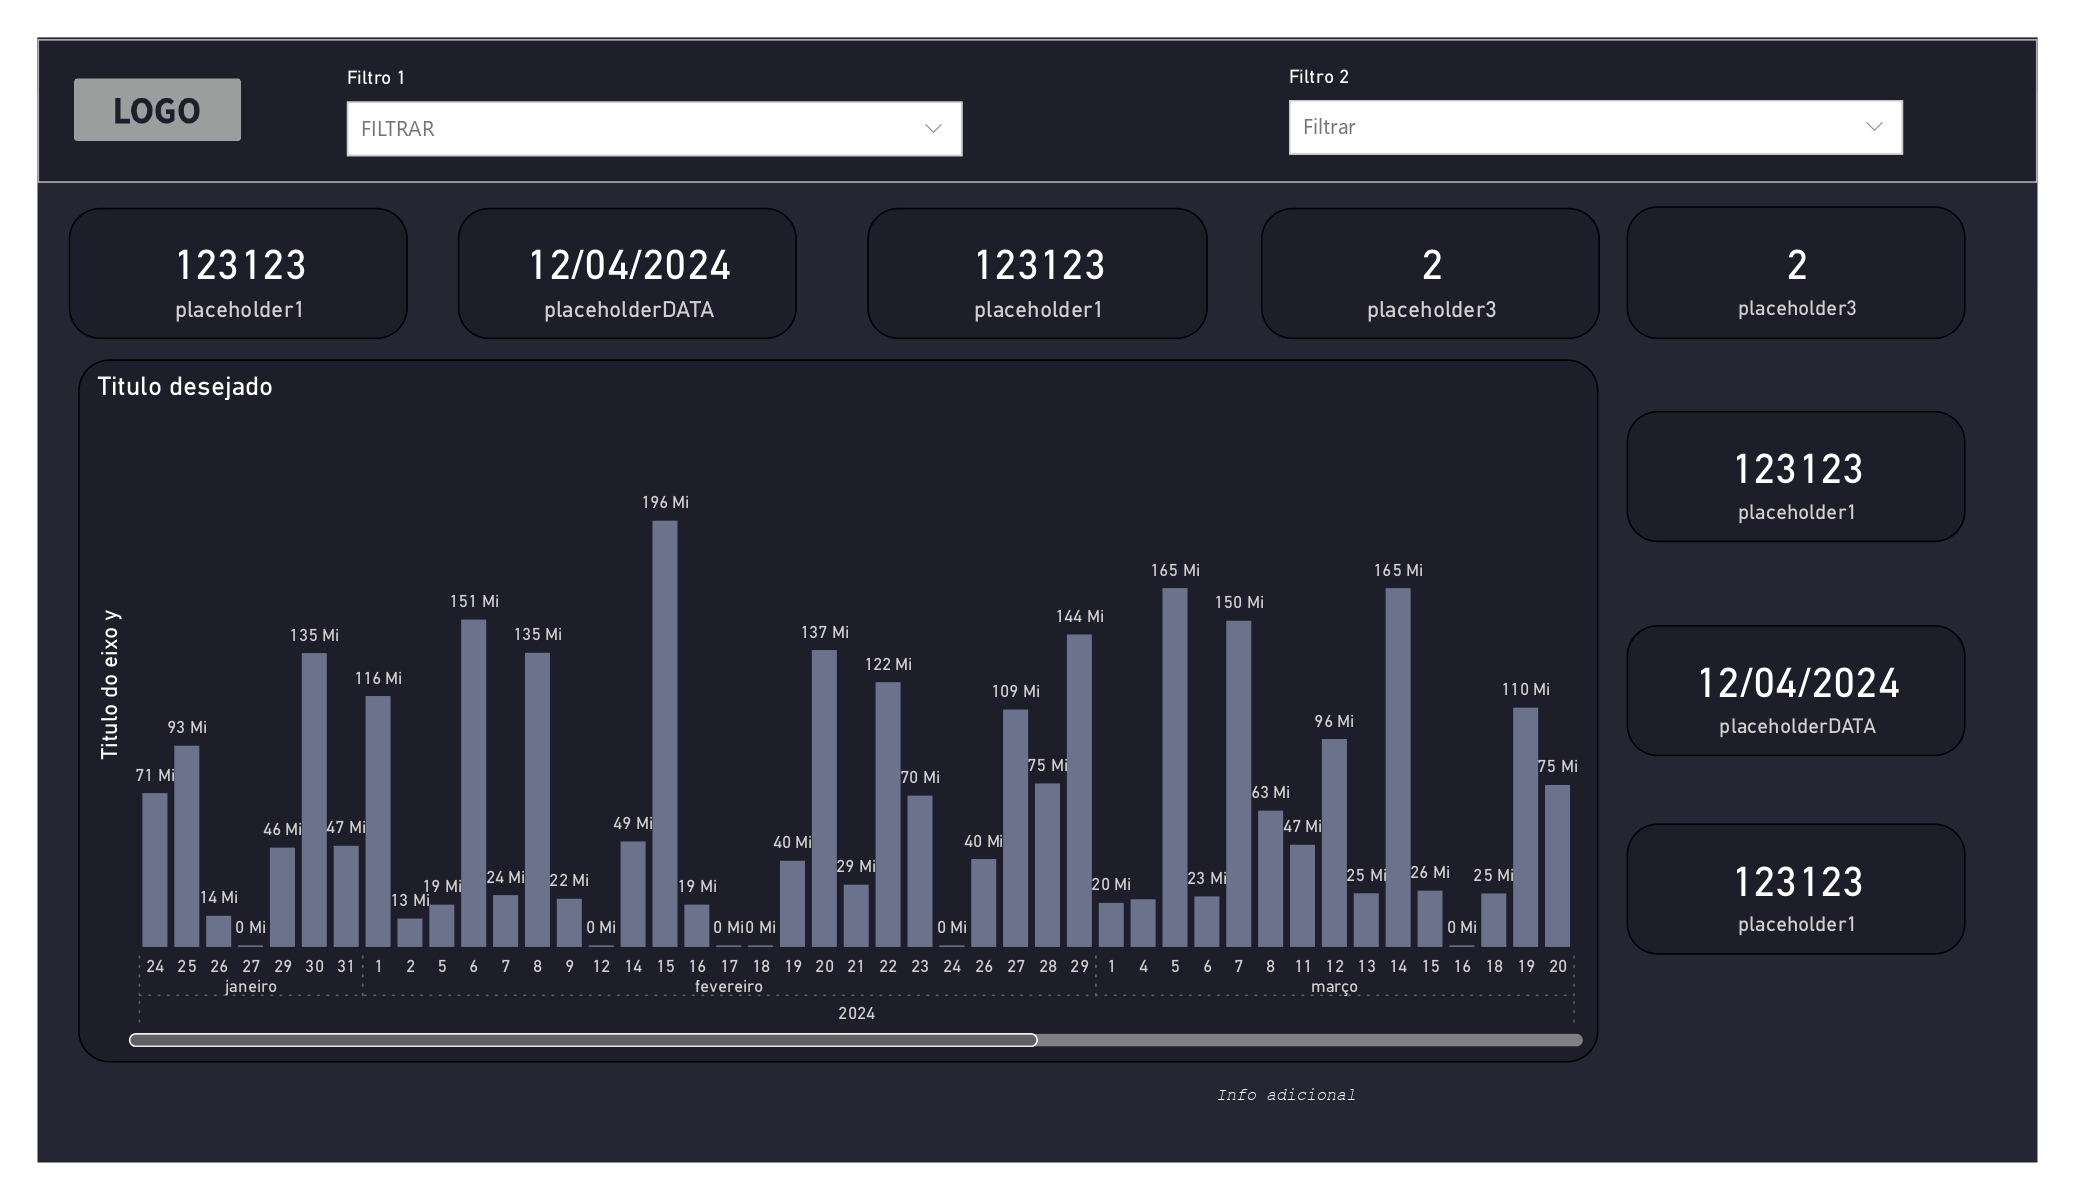 LOGO
Filtro 1
FILTRAR
Filtro 2
Filtrar
123123
placeholder1
12/04/2024
placeholderDATA
123123
placeholder1
2
placeholder3
2
placeholder3
Titulo desejado
Titulo do eixo y
71 Mi 93 Mi 14 Mi 0 Mi 46 Mi 135 Mi 47 Mi 116 Mi 13 Mi 19 Mi 151 Mi 24 Mi 135 Mi 22 Mi 0 Mi 49 Mi 196 Mi 19 Mi 0 Mi 0 Mi 40 Mi 137 Mi 29 Mi 122 Mi 70 Mi 0 Mi 40 Mi 109 Mi 75 Mi 144 Mi 20 Mi 165 Mi 23 Mi 150 Mi 63 Mi 47 Mi 96 Mi 25 Mi 165 Mi 26 Mi 0 Mi 25 Mi 110 Mi 75 Mi
24 25 26 27 29 30 31 1 2 5 6 7 8 9 12 14 15 16 17 18 19 20 21 22 23 24 26 27 28 29 1 4 5 6 7 8 11 12 13 14 15 16 18 19 20
janeiro fevereiro março
2024
123123
placeholder1
12/04/2024
placeholderDATA
123123
placeholder1
Info adicional